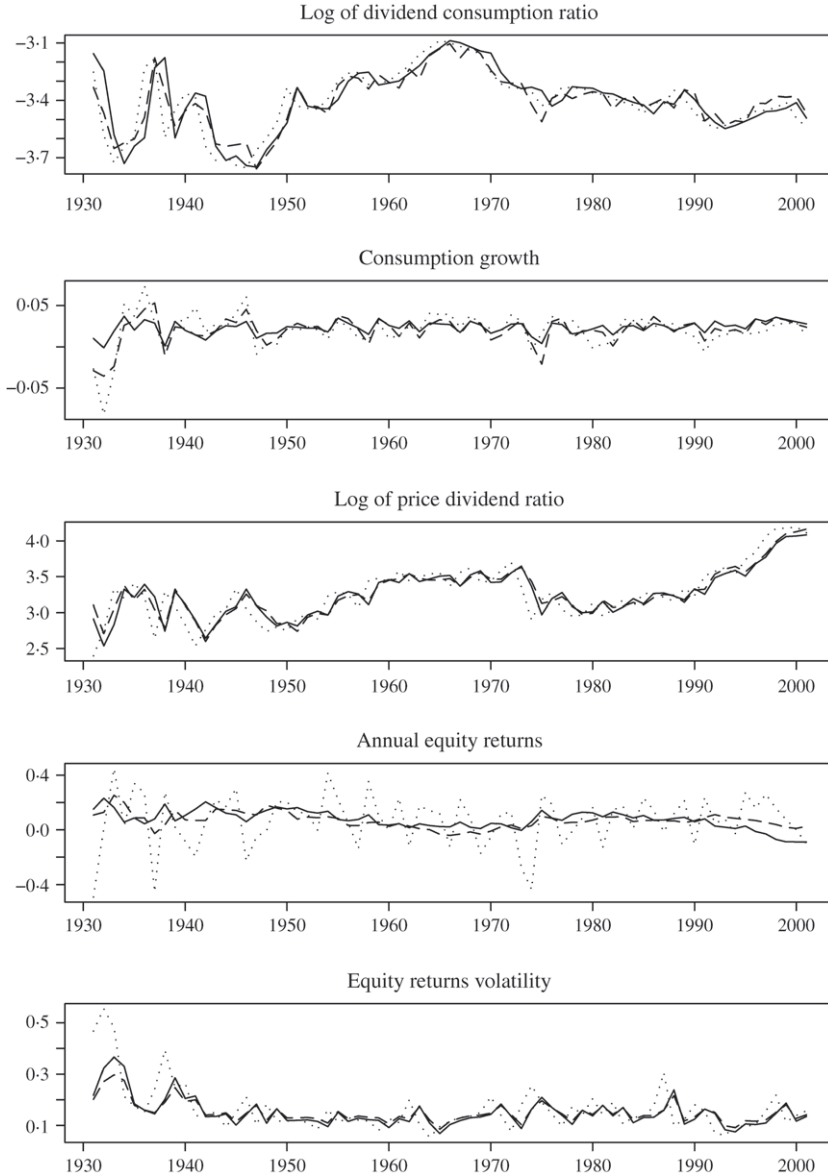 Log of dividend consumption ratio
−3·1
−3·4
−3·7
1930 1940 1950 1960 1970 1980 1990 2000
Consumption growth
0·05
−0·05
1930 1940 1950 1960 1970 1980 1990 2000
Log of price dividend ratio
4·0
3·5
3·0
2·5
1930 1940 1950 1960 1970 1980 1990 2000
Annual equity returns
0·4
0·0
−0·4
1930 1940 1950 1960 1970 1980 1990 2000
Equity returns volatility
0·5
0·3
0·1
1930 1940 1950 1960 1970 1980 1990 2000